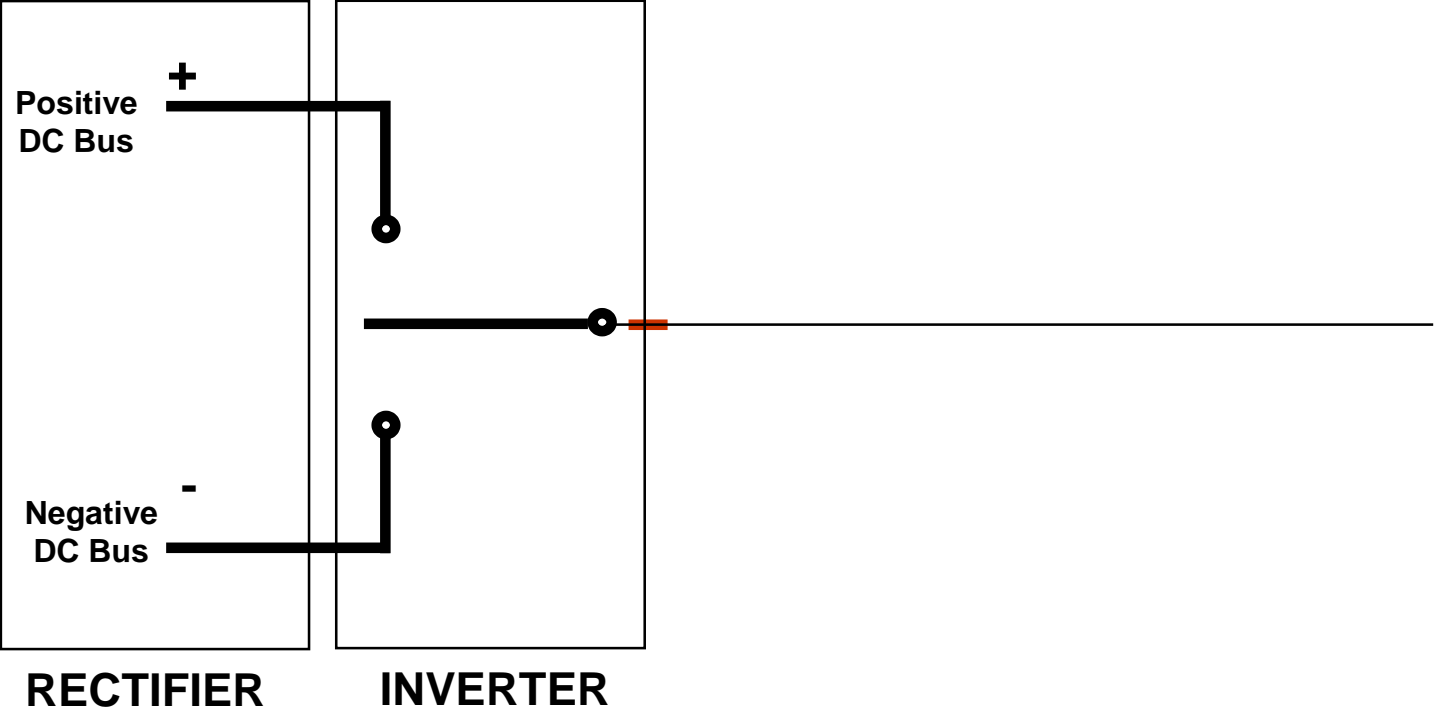 +
Positive
DC Bus
-
Negative
DC Bus
RECTIFIER
INVERTER